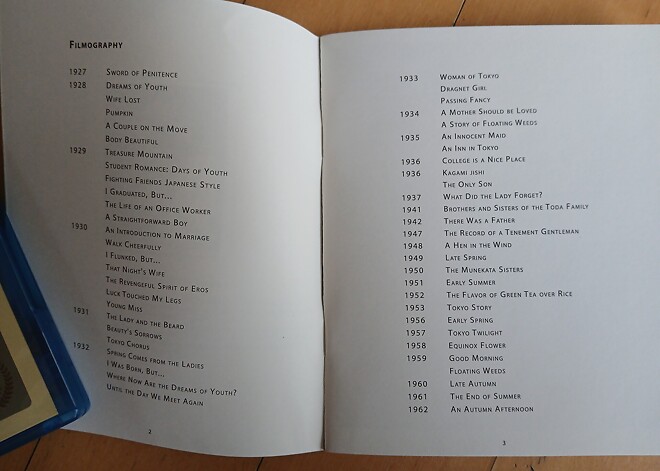 Filmography
1927 Sword of Penitence
1928 Dreams of Youth
Wife Lost
Pumpkin
A Couple on the Move
Body Beautiful
1929 Treasure Mountain
Student Romance: Days of Youth
Fighting Friends Japanese Style
I Graduated, But...
The Life of an Office Worker
A Straightforward Boy
1930 An Introduction to Marriage
Walk Cheerfully
I Flunked, But...
That Night's Wife
The Revengeful Spirit of Eros
Luck Touched My Legs
Young Miss
1931 The Lady and the Beard
Beauty's Sorrows
Tokyo Chorus
1932 Spring Comes from the Ladies
I Was Born, But...
Where Now Are the Dreams of Youth?
Until the Day We Meet Again
2
1933 Woman of Tokyo
Dragnet Girl
Passing Fancy
1934 A Mother Should be Loved
A Story of Floating Weeds
1935 An Innocent Maid
An Inn in Tokyo
1936 College is a Nice Place
1936 Kagami jishi
The Only Son
1937 What Did the Lady Forget?
1941 Brothers and Sisters of the Toda Family
1942 There Was a Father
1947 The Record of a Tenement Gentleman
1948 A Hen in the Wind
1949 Late Spring
1950 The Munekata Sisters
1951 Early Summer
1952 The Flavor of Green Tea over Rice
1953 Tokyo Story
1956 Early Spring
1957 Tokyo Twilight
1958 Equinox Flower
1959 Good Morning
Floating Weeds
1960 Late Autumn
1961 The End of Summer
1962 An Autumn Afternoon
3